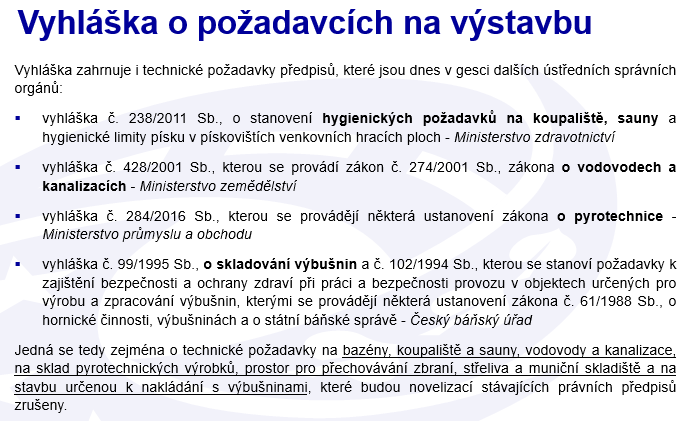 Vyhláška o požadavcích na výstavbu
Vyhláška zahrnuje i technické požadavky předpisů, které jsou dnes v gesci dalších ústředních správních
orgánů:
▪ vyhláška č. 238/2011 Sb., o stanovení hygienických požadavků na koupaliště, sauny a
hygienické limity písku v pískovištích venkovních hracích ploch - Ministerstvo zdravotnictví
▪ vyhláška č. 428/2001 Sb., kterou se provádí zákon č. 274/2001 Sb., zákona o vodovodech a
kanalizacích - Ministerstvo zemědělství
▪ vyhláška č. 284/2016 Sb., kterou se provádějí některá ustanovení zákona o pyrotechnice -
Ministerstvo průmyslu a obchodu
▪ vyhláška č. 99/1995 Sb., o skladování výbušnin a č. 102/1994 Sb., kterou se stanoví požadavky k
zajištění bezpečnosti a ochrany zdraví při práci a bezpečnosti provozu v objektech určených pro
výrobu a zpracování výbušnin, kterými se provádějí některá ustanovení zákona č. 61/1988 Sb., o
hornické činnosti, výbušninách a o státní báňské správě - Český báňský úřad
Jedná se tedy zejména o technické požadavky na bazény, koupaliště a sauny, vodovody a kanalizace,
na sklad pyrotechnických výrobků, prostor pro přechovávání zbraní, střeliva a muniční skladiště a na
stavbu určenou k nakládání s výbušninami, které budou novelizací stávajících právních předpisů
zrušeny.